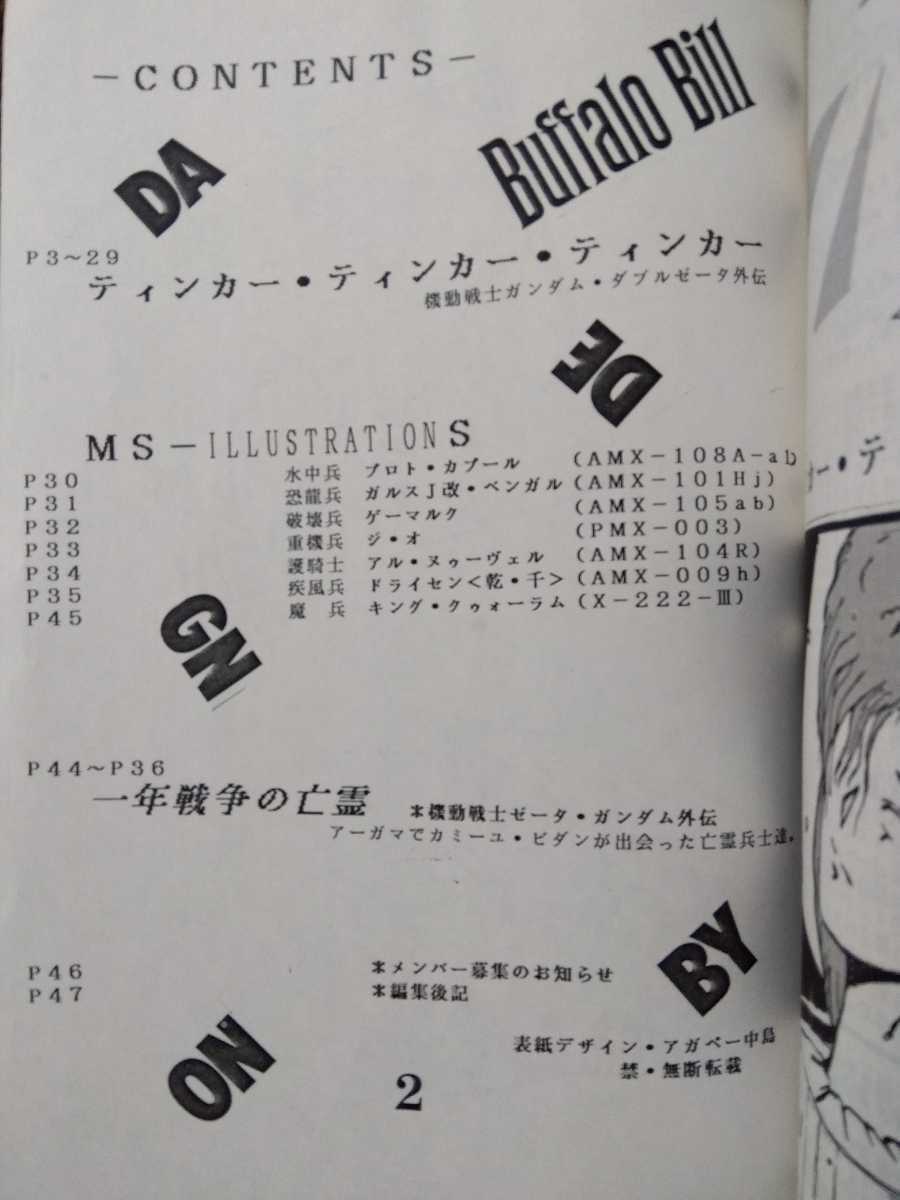 －CONTENTS－
Buffalo Bill
DA
P3～29
ティンカー・ティンカー・ティンカー
機動戦士ガンダム・ダブルゼータ外伝
DE
MS－ILLUSTRATIONS
P30 水中兵 プロト・カプール (AMX－108A－ab)
P31 恐龍兵 ガルスJ改・ベンガル (AMX－101Hj)
P32 破壊兵 ゲーマルク (AMX－105ab)
P33 重機兵 ジ・オ (PMX－003)
P34 護騎士 アル・ヌゥーヴェル (AMX－104R)
P35 疾風兵 ドライセン<乾・千> (AMX－009h)
P45 魔 兵 キング・クゥォーラム (X－222－Ⅲ)
GN
P44～P36
一年戦争の亡霊 *機動戦士ゼータ・ガンダム外伝
アーガマでカミーユ・ビダンが出会った亡霊兵士達.
BY
P46 *メンバー募集のお知らせ
P47 *編集後記
ON
表紙デザイン・アガペー中島
禁・無断転載
2
ー・テ